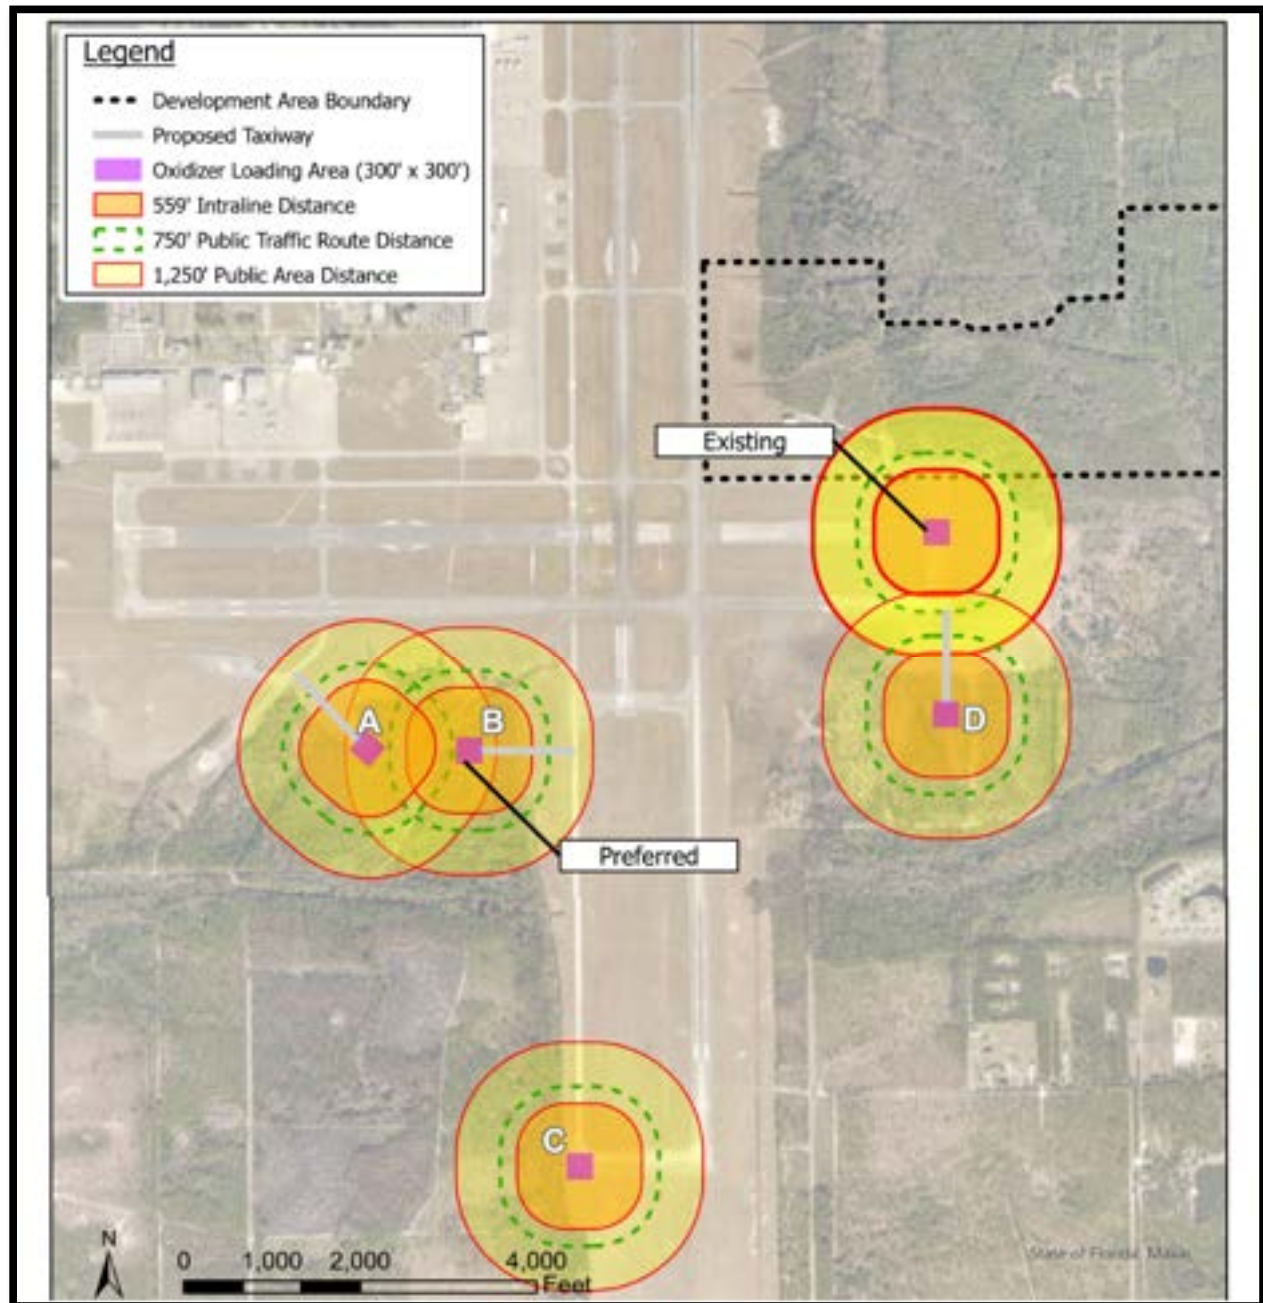 Legend
Development Area Boundary
Proposed Taxiway
Oxidizer Loading Area (300' x 300')
559' Intraline Distance
750' Public Traffic Route Distance
1,250' Public Area Distance
Existing
A
B
D
Preferred
C
N
0 1,000 2,000 4,000
Feet
State of Florida, Maxar